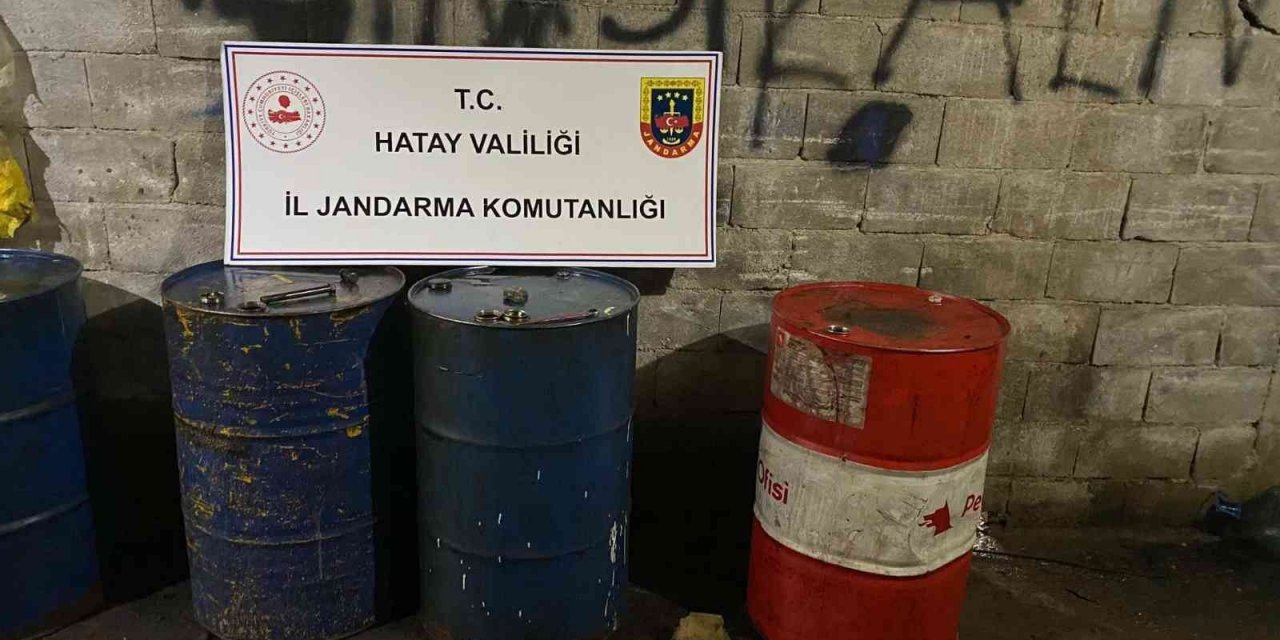 T.C.
HATAY VALİLİĞİ
İL JANDARMA KOMUTANLIĞI
JANDARMA
Ofisi
Pe